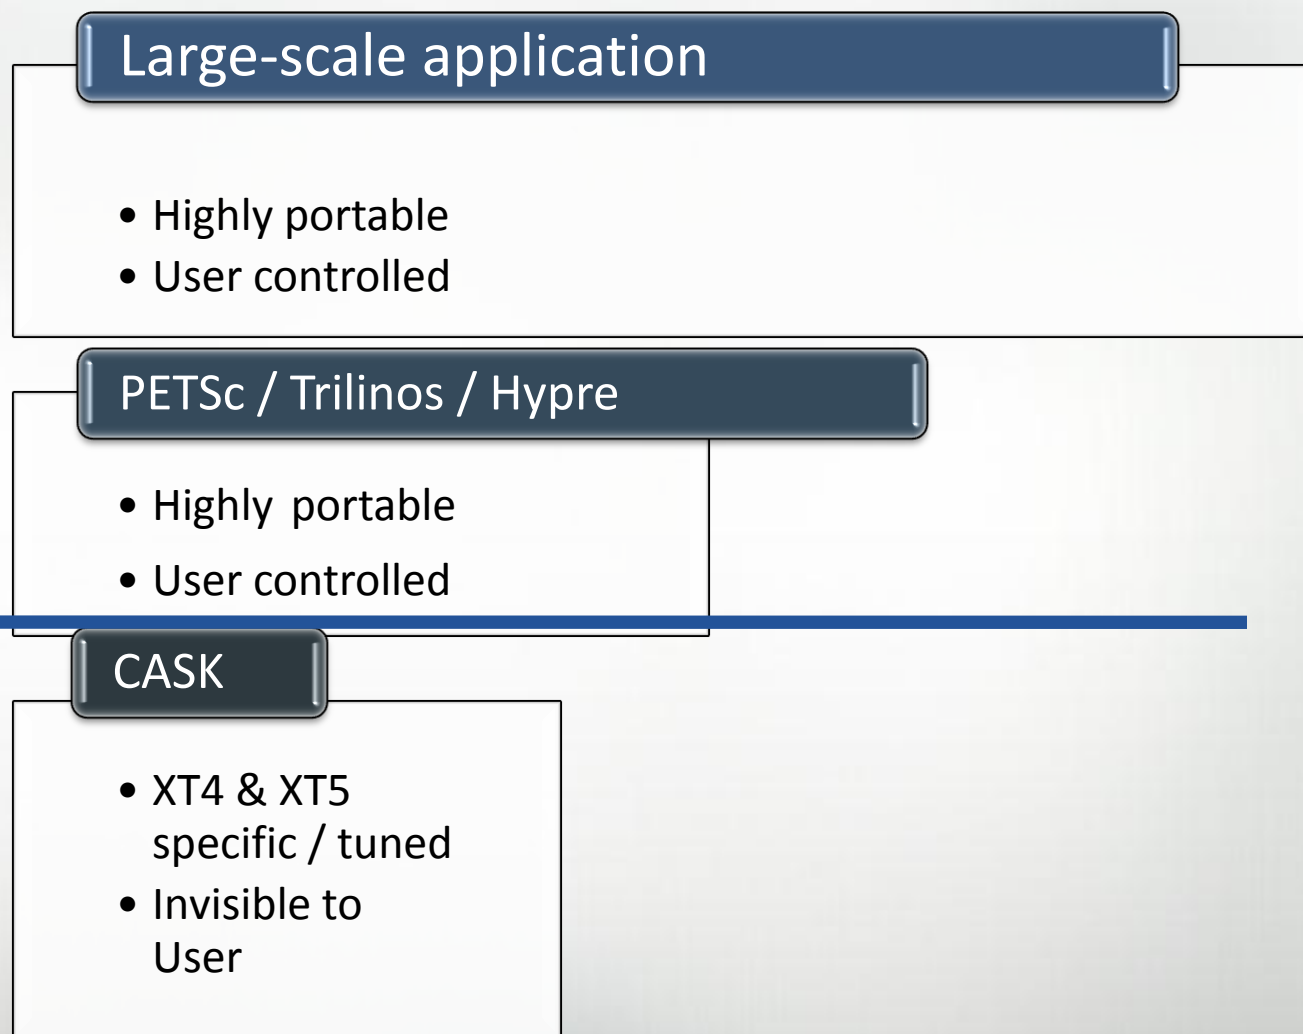 Large-scale application
• Highly portable
• User controlled
PETSc / Trilinos / Hypre
• Highly portable
• User controlled
CASK
• XT4 & XT5
specific / tuned
• Invisible to
User